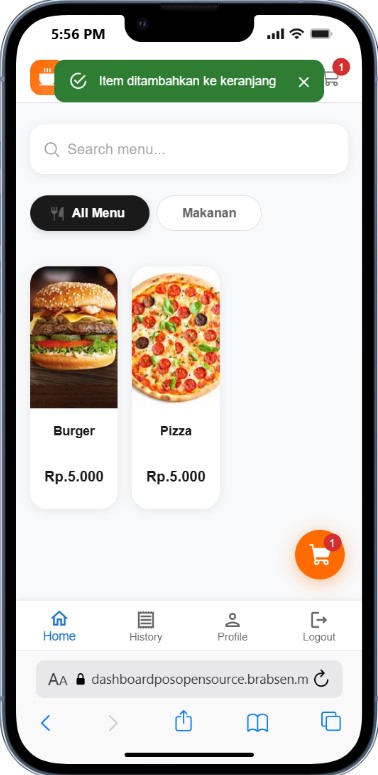 5:56 PM
Item ditambahkan ke keranjang
1
Search menu...
All Menu
Makanan
Burger
Pizza
Rp.5.000
Rp.5.000
1
Home
History
Profile
Logout
AA dashboardposopensource.brabsen.m